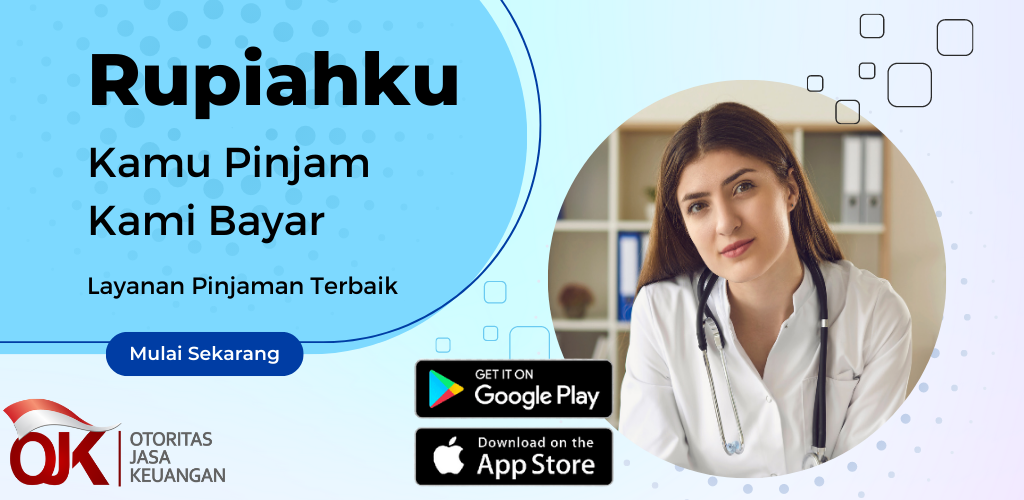 Rupiahku
Kamu Pinjam
Kami Bayar
Layanan Pinjaman Terbaik
Mulai Sekarang
OJK
OTORITAS
JASA
KEUANGAN
GET IT ON
Google Play
Download on the
App Store